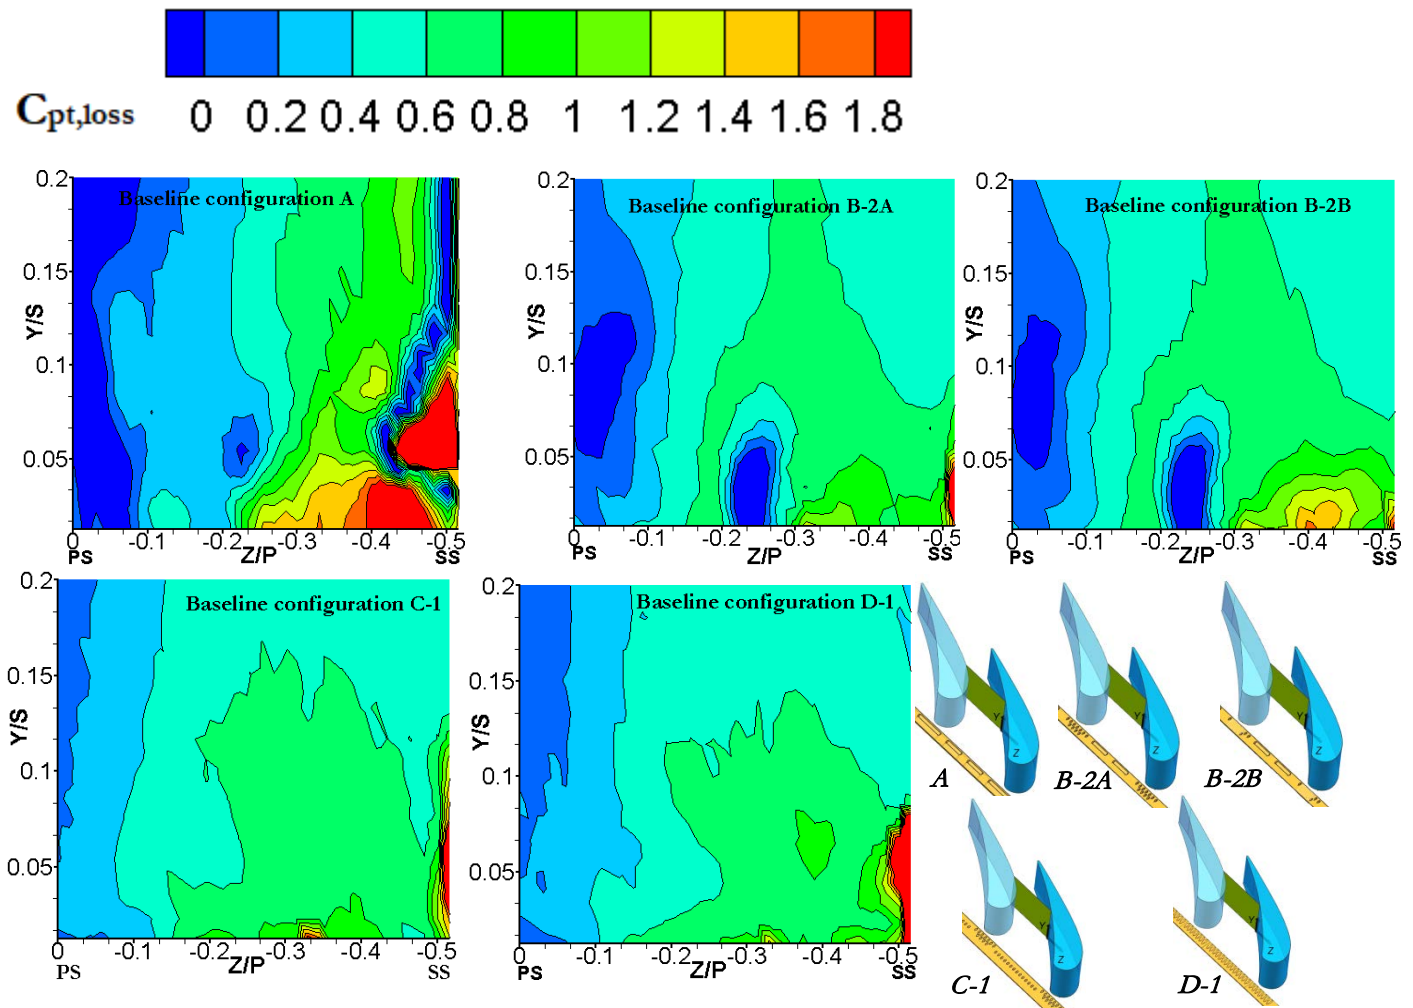 Cpt,loss 0 0.2 0.4 0.6 0.8 1 1.2 1.4 1.6 1.8
Baseline configuration A
Y/S
0.2
0.15
0.1
0.05
-0.1 -0.2 -0.3 -0.4 -0.5
PS Z/P SS
Baseline configuration B-2A
Y/S
0.2
0.15
0.1
0.05
0 -0.1 -0.2 -0.3 -0.4
PS Z/P SS
Baseline configuration B-2B
Y/S
0.2
0.15
0.1
0.05
0 -0.1 -0.2 -0.3 -0.4 -0.5
PS Z/P SS
Baseline configuration C-1
Y/S
0.2
0.15
0.1
0.05
0 -0.1 -0.2 -0.3 -0.4 -0.5
PS Z/P SS
Baseline configuration D-1
Y/S
0.2
0.15
0.1
0.05
0 -0.1 -0.2 -0.3 -0.4 -0.5
PS Z/P SS
Y Z
A
Y Z
B-2A
Y Z
B-2B
Y Z
C-1
Y Z
D-1